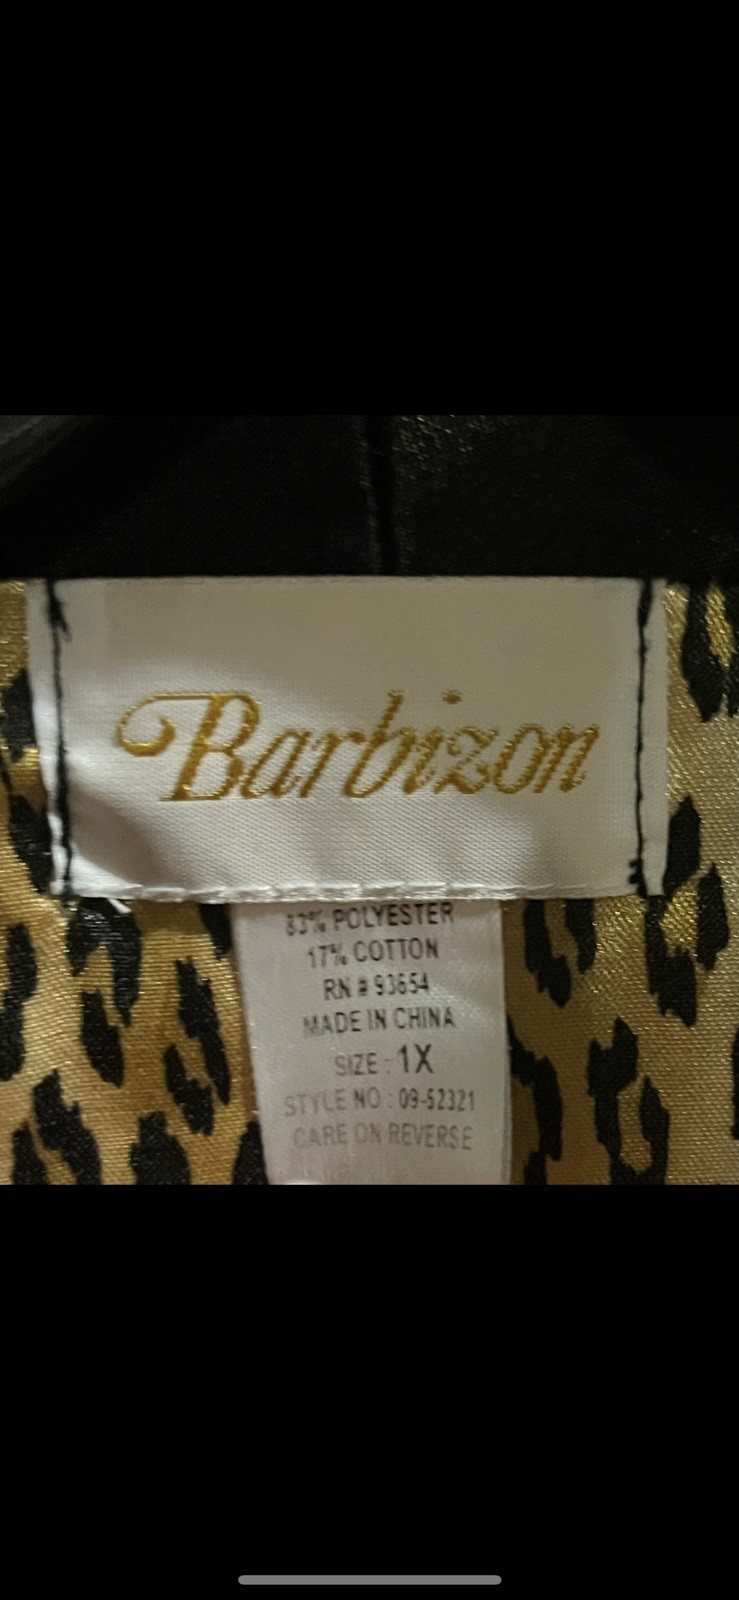 Barbizon
83% POLYESTER
17% COTTON
RN # 93654
MADE IN CHINA
SIZE : 1X
STYLE NO : 09-52321
CARE ON REVERSE